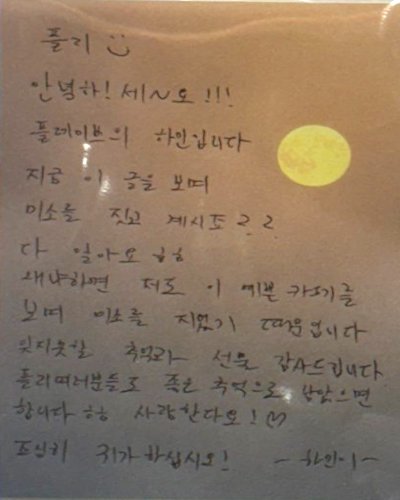 플리 :)
안녕하!세~요!!!
플레이브의 하민입니다
지금 이 글을 보며
미소를 짓고 계시죠??
다 알아요 ㅎㅎ
왜냐하면 저도 이 예쁜 카페를
보며 미소를 지었기 때문입니다
잊지못할 추억과 선물 감사드립니다
플리여러분들도 좋은 추억으로 남았으면
합니다 ㅎㅎ 사랑한다요!♡
조심히 귀가하십시오! -하민이-